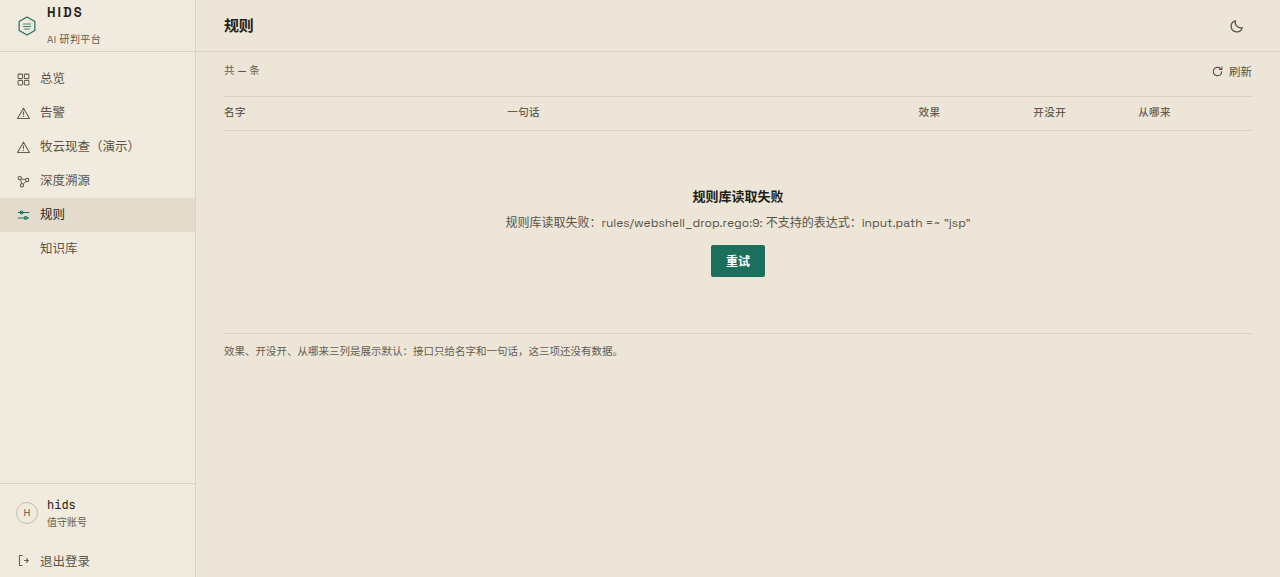 HIDS
AI 研判平台
总览
告警
牧云现查（演示）
深度溯源
规则
知识库
H
hids
值守账号
退出登录
规则
共 — 条
刷新
名字 一句话 效果 开没开 从哪来
规则库读取失败
规则库读取失败：rules/webshell_drop.rego:9: 不支持的表达式：input.path =~ "jsp"
重试
效果、开没开、从哪来三列是展示默认：接口只给名字和一句话，这三项还没有数据。